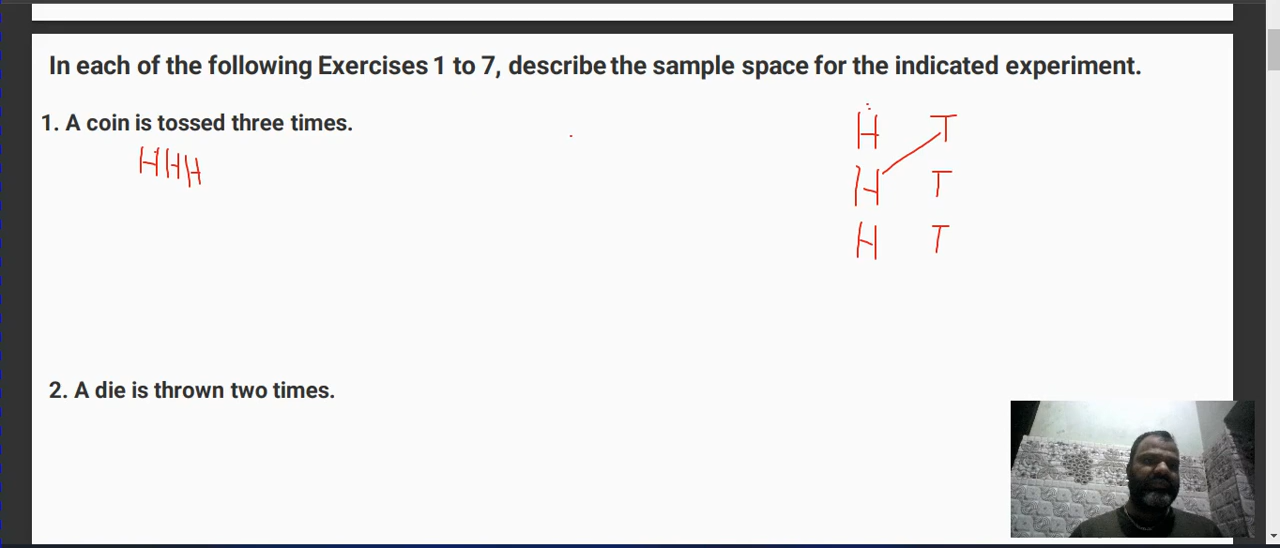 In each of the following Exercises 1 to 7, describe the sample space for the indicated experiment.
1. A coin is tossed three times.
H T
HHH
H T
H T
2. A die is thrown two times.